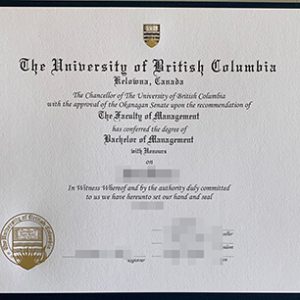 The University of British Columbia
Kelowna, Canada
The Chancellor of The University of British Columbia
with the approval of the Okanagan Senate upon the recommendation of
The Faculty of Management
has conferred the degree of
Bachelor of Management
with Honours
on
In Witness Whereof and by the authority duly committed
to us we have hereunto set our hand and seal